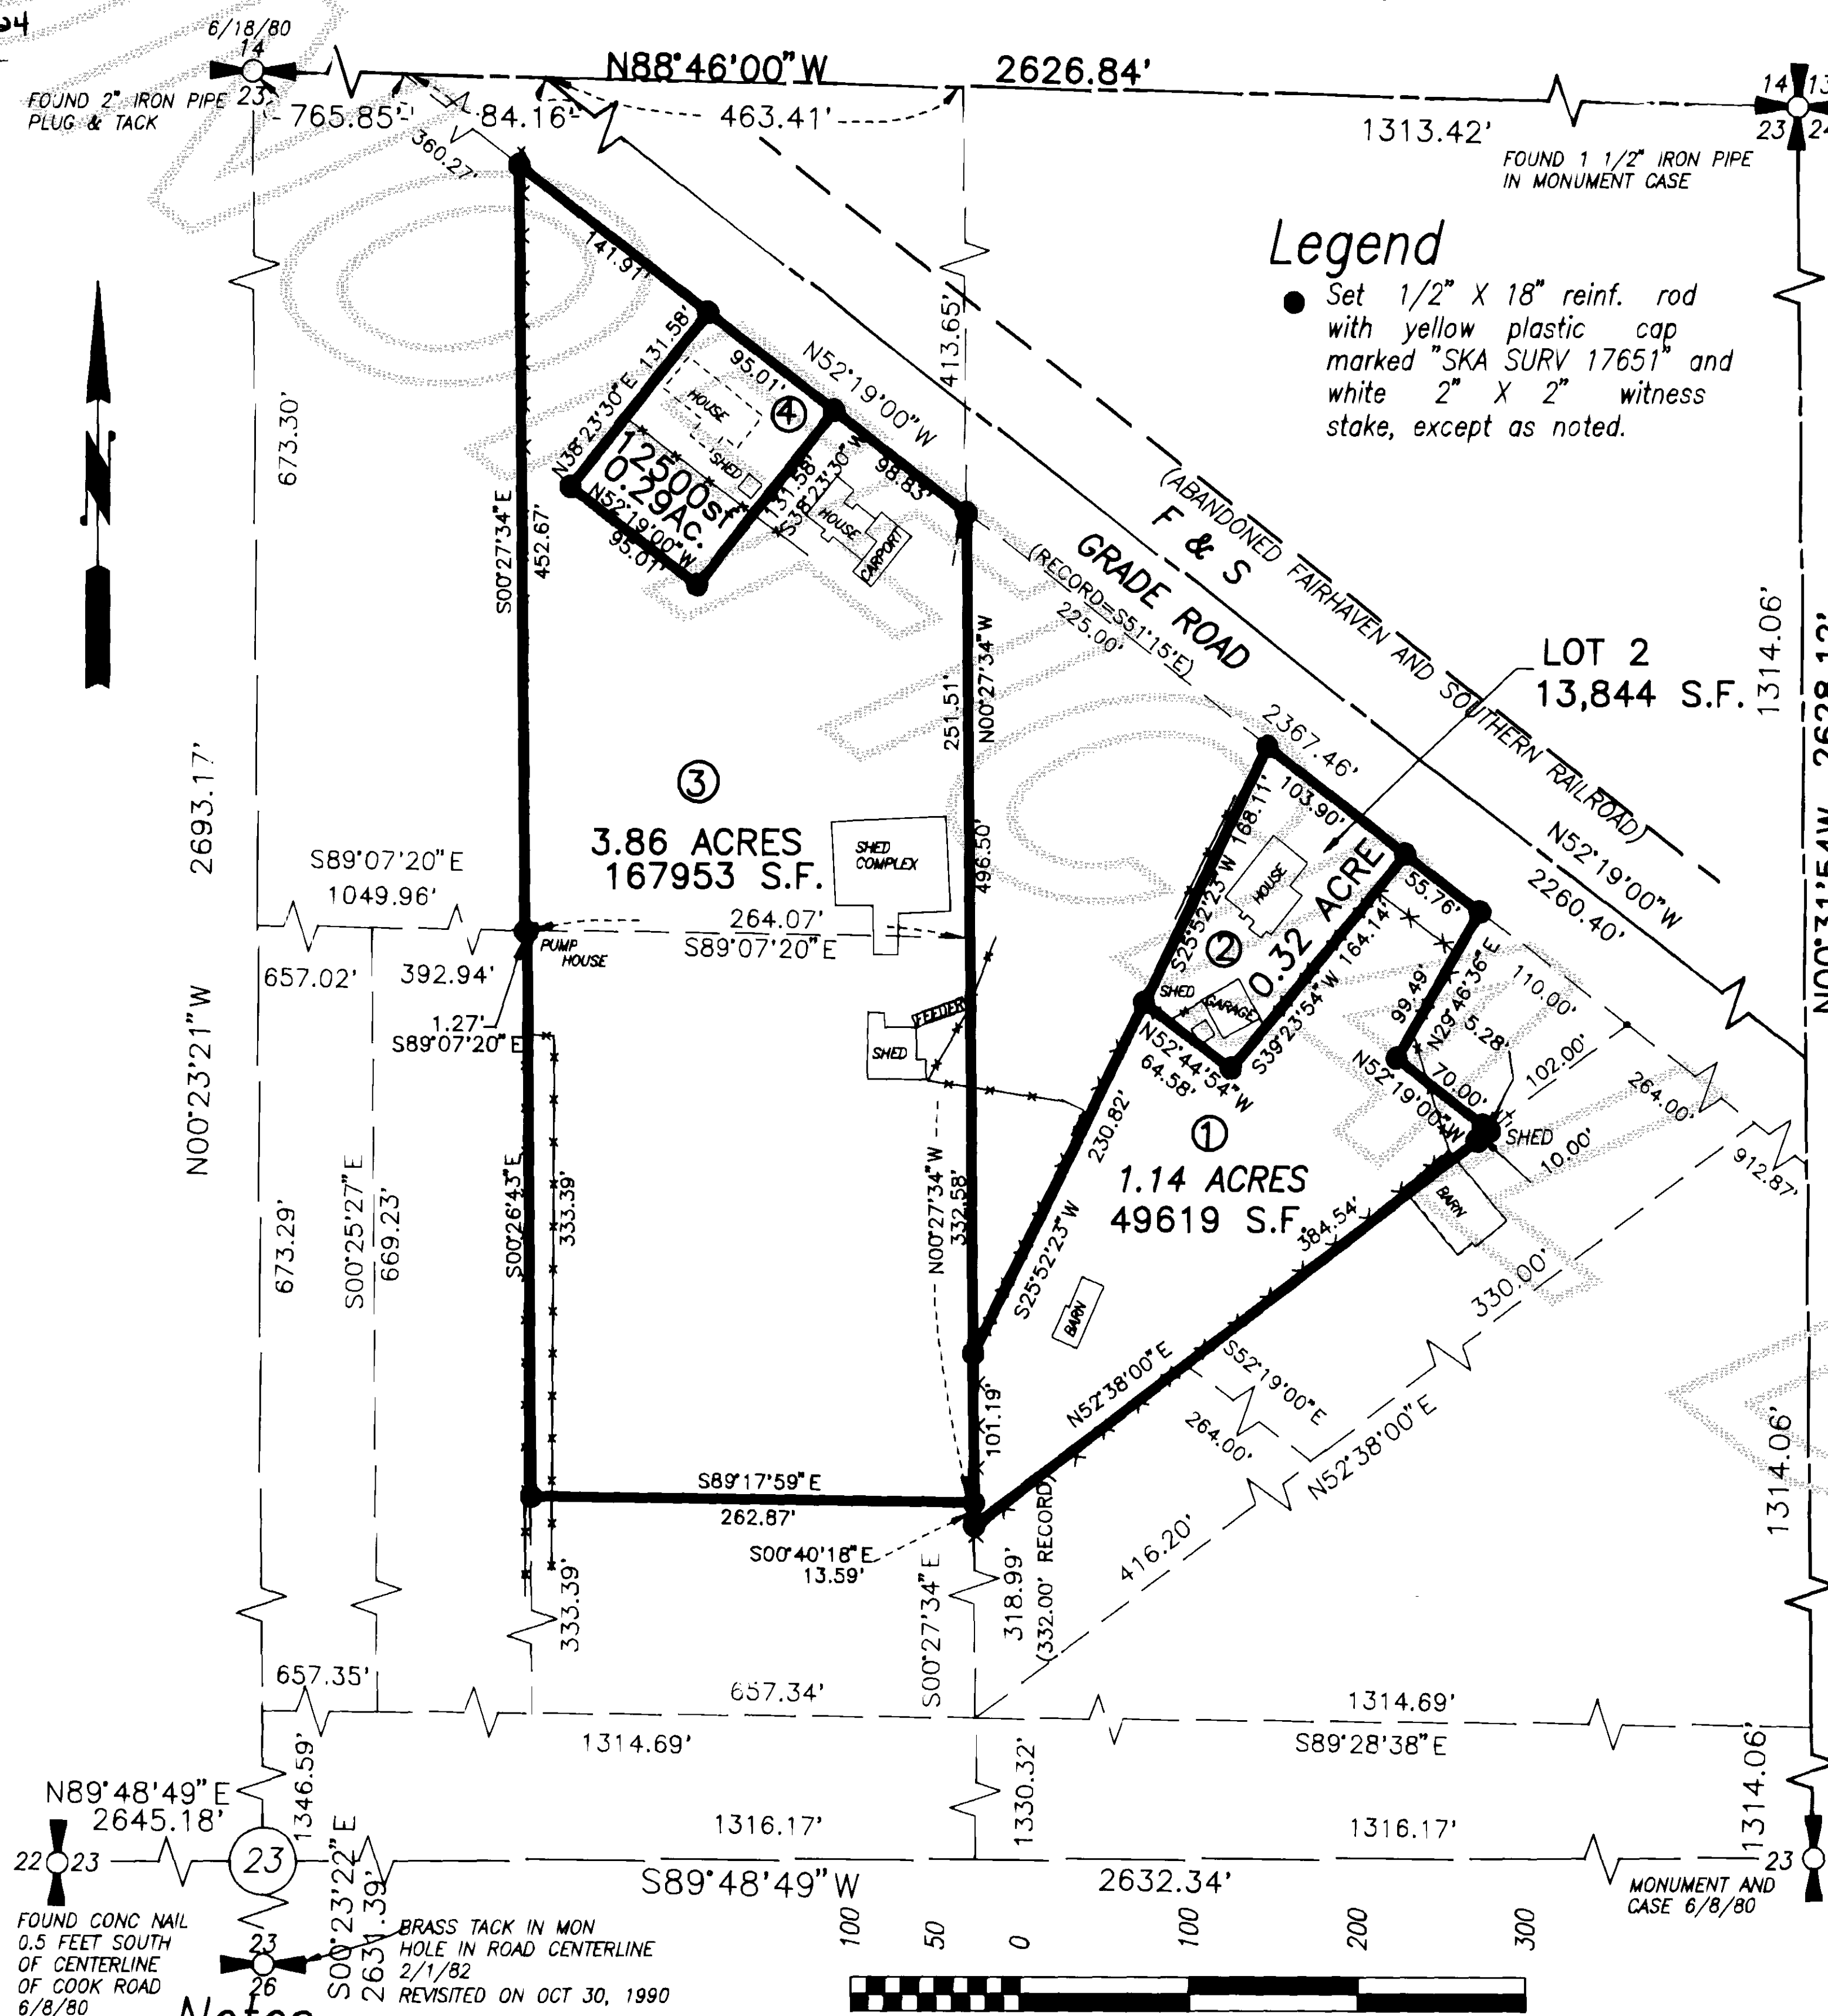 24
6/18/80
14
23
FOUND 2" IRON PIPE
PLUG & TACK
N88°46'00"W 2626.84'
765.85'
84.16'
463.41'
1313.42'
14 13
23 24
FOUND 1 1/2" IRON PIPE
IN MONUMENT CASE
360.27'
141.91'
Legend
Set 1/2" X 18" reinf. rod
with yellow plastic cap
marked "SKA SURV 17651" and
white 2" X 2" witness
stake, except as noted.
673.30'
413.65'
N38°23'30"E 131.58'
95.01'
N52°19'00"W
HOUSE
4
SHED
12500sf
0.29Ac.
N52°19'00"W
95.01'
131.58'
S38°23'30"W
98.83'
HOUSE
CARPORT
S00°27'34"E
452.67'
(ABANDONED FAIRHAVEN AND SOUTHERN RAILROAD)
F & S
GRADE ROAD
(RECORD=S51°15'E)
225.00'
251.51'
N00°27'34"W
LOT 2
13,844 S.F.
1314.06'
N00°31'54"W 2628.12'
2367.46'
N52°19'00"W
2260.40'
2693.17'
N00°23'21"W
3
3.86 ACRES
167953 S.F.
SHED
COMPLEX
496.50'
S89°07'20"E
1049.96'
264.07'
S89°07'20"E
PUMP
HOUSE
657.02'
392.94'
1.27'
S89°07'20"E
FEEDER
SHED
S25°52'23"W 168.11'
103.90'
HOUSE
2
0.32 ACRE
SHED
GARAGE
S39°23'54"W 164.14'
N52°44'54"W
64.58'
55.76'
99.49'
N29°46'36"E
5.28'
110.00'
102.00'
264.00'
912.87'
N52°19'00"W
70.00'
SHED
10.00'
BARN
230.82'
S25°52'23"W
1
1.14 ACRES
49619 S.F.
384.54'
BARN
N52°38'00"E
S52°19'00"E
264.00'
330.00'
N52°38'00"E
416.20'
673.29'
S00°25'27"E
669.23'
S00°26'43"E
333.39'
N00°27'34"W
332.58'
101.19'
S89°17'59"E
262.87'
S00°40'18"E
13.59'
333.39'
S00°27'34"E
318.99'
(332.00' RECORD)
1314.06'
657.35'
657.34'
1314.69'
1314.69'
S89°28'38"E
1346.59'
1330.32'
1314.06'
N89°48'49"E
2645.18'
22 23
23
1316.17'
1316.17'
S89°48'49"W
2632.34'
23
MONUMENT AND
CASE 6/8/80
FOUND CONC NAIL
0.5 FEET SOUTH
OF CENTERLINE
OF COOK ROAD
6/8/80
S00°23'22"E
2631.39'
23
26
BRASS TACK IN MON
HOLE IN ROAD CENTERLINE
2/1/82
REVISITED ON OCT 30, 1990
100 50 0 100 200 300
Notes